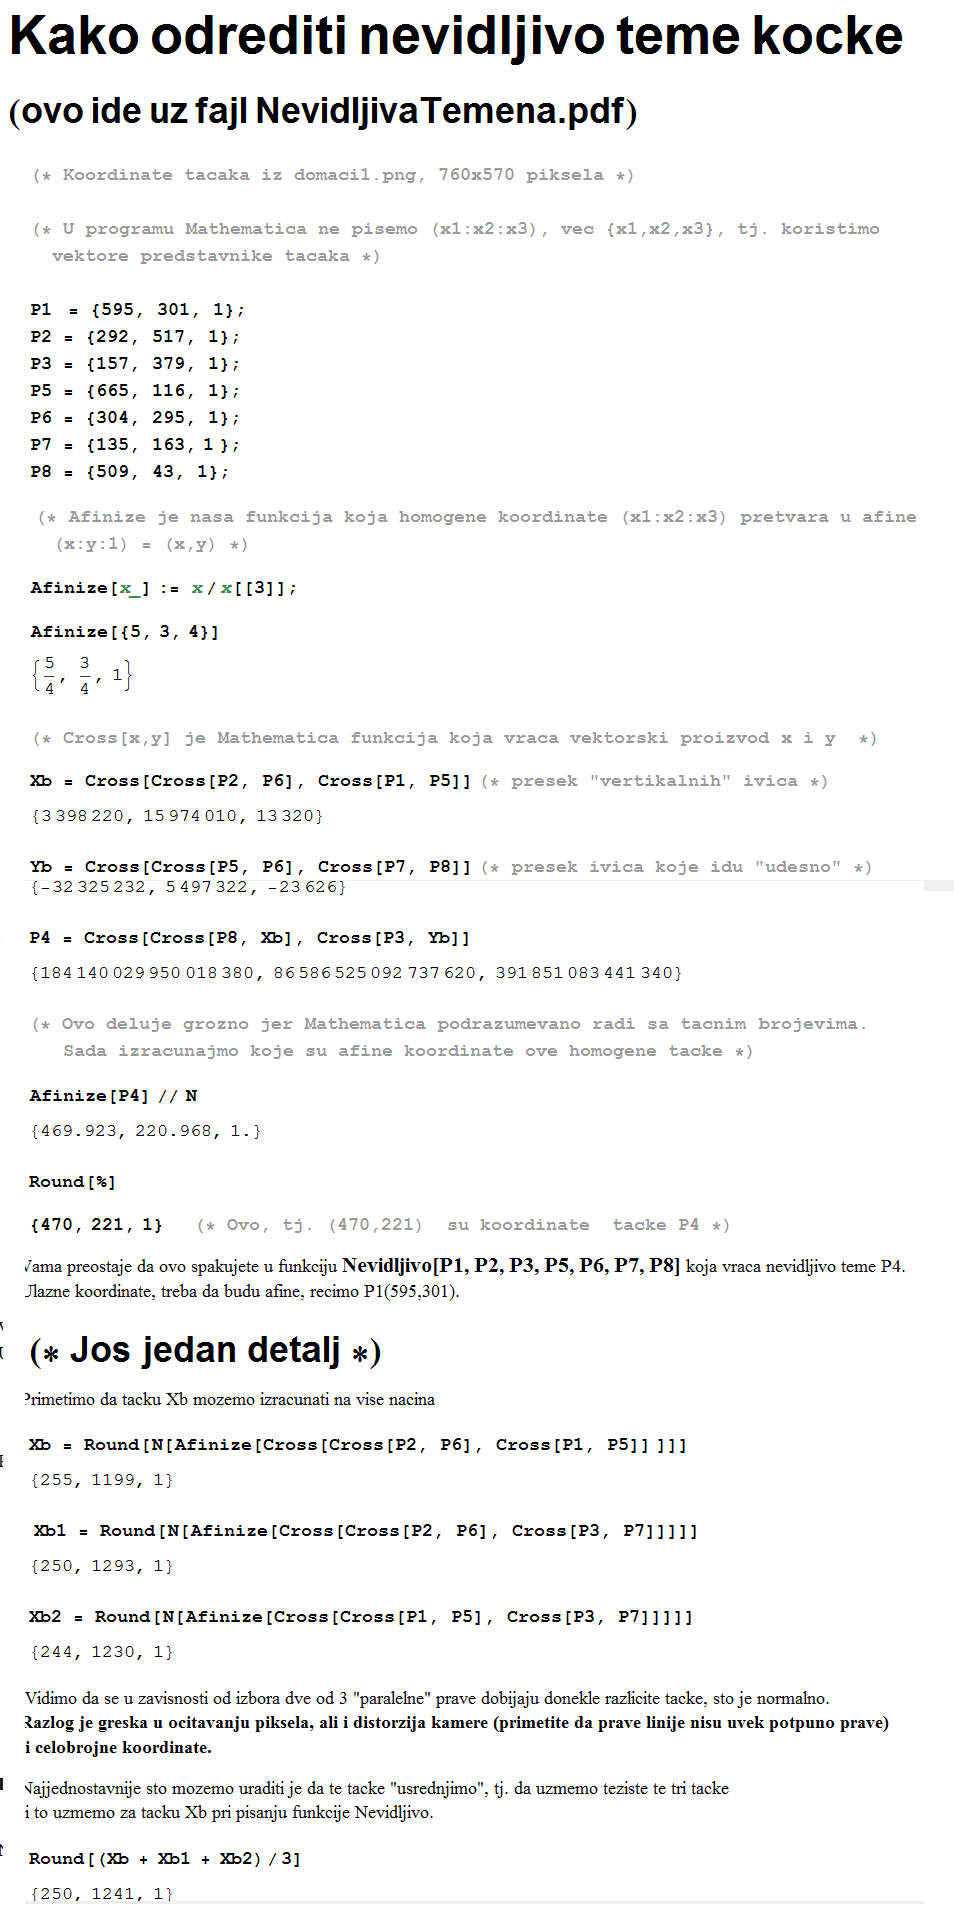 Kako odrediti nevidljivo teme kocke
(ovo ide uz fajl NevidljivaTemena.pdf)
(* Koordinate tacaka iz domaci1.png, 760x570 piksela *)
(* U programu Mathematica ne pisemo (x1:x2:x3), vec {x1,x2,x3}, tj. koristimo
vektore predstavnike tacaka *)
P1 = {595, 301, 1};
P2 = {292, 517, 1};
P3 = {157, 379, 1};
P5 = {665, 116, 1};
P6 = {304, 295, 1};
P7 = {135, 163, 1 };
P8 = {509, 43, 1};
(* Afinize je nasa funkcija koja homogene koordinate (x1:x2:x3) pretvara u afine
(x:y:1) = (x,y) *)
Afinize[x_] := x / x[[3]];
Afinize[{5, 3, 4}]
{5/4, 3/4, 1}
(* Cross[x,y] je Mathematica funkcija koja vraca vektorski proizvod x i y *)
Xb = Cross[Cross[P2, P6], Cross[P1, P5]] (* presek "vertikalnih" ivica *)
{3 398 220, 15 974 010, 13 320}
Yb = Cross[Cross[P5, P6], Cross[P7, P8]] (* presek ivica koje idu "udesno" *)
{-32 325 232, 5 497 322, -23 626}
P4 = Cross[Cross[P8, Xb], Cross[P3, Yb]]
{184 140 029 950 018 380, 86 586 525 092 737 620, 391 851 083 441 340}
(* Ovo deluje grozno jer Mathematica podrazumevano radi sa tacnim brojevima.
Sada izracunajmo koje su afine koordinate ove homogene tacke *)
Afinize[P4] // N
{469.923, 220.968, 1.}
Round[%]
{470, 221, 1} (* Ovo, tj. (470,221) su koordinate tacke P4 *)
Vama preostaje da ovo spakujete u funkciju Nevidljivo[P1, P2, P3, P5, P6, P7, P8] koja vraca nevidljivo teme P4.
Ulazne koordinate, treba da budu afine, recimo P1(595,301).
(* Jos jedan detalj *)
Primetimo da tacku Xb mozemo izracunati na vise nacina
Xb = Round[N[Afinize[Cross[Cross[P2, P6], Cross[P1, P5]] ]]]
{255, 1199, 1}
Xb1 = Round[N[Afinize[Cross[Cross[P2, P6], Cross[P3, P7]]]]]
{250, 1293, 1}
Xb2 = Round[N[Afinize[Cross[Cross[P1, P5], Cross[P3, P7]]]]]
{244, 1230, 1}
Vidimo da se u zavisnosti od izbora dve od 3 "paralelne" prave dobijaju donekle razlicite tacke, sto je normalno.
Razlog je greska u ocitavanju piksela, ali i distorzija kamere (primetite da prave linije nisu uvek potpuno prave)
i celobrojne koordinate.
Najjednostavnije sto mozemo uraditi je da te tacke "usrednjimo", tj. da uzmemo teziste te tri tacke
i to uzmemo za tacku Xb pri pisanju funkcije Nevidljivo.
Round[(Xb + Xb1 + Xb2) / 3]
{250, 1241, 1}